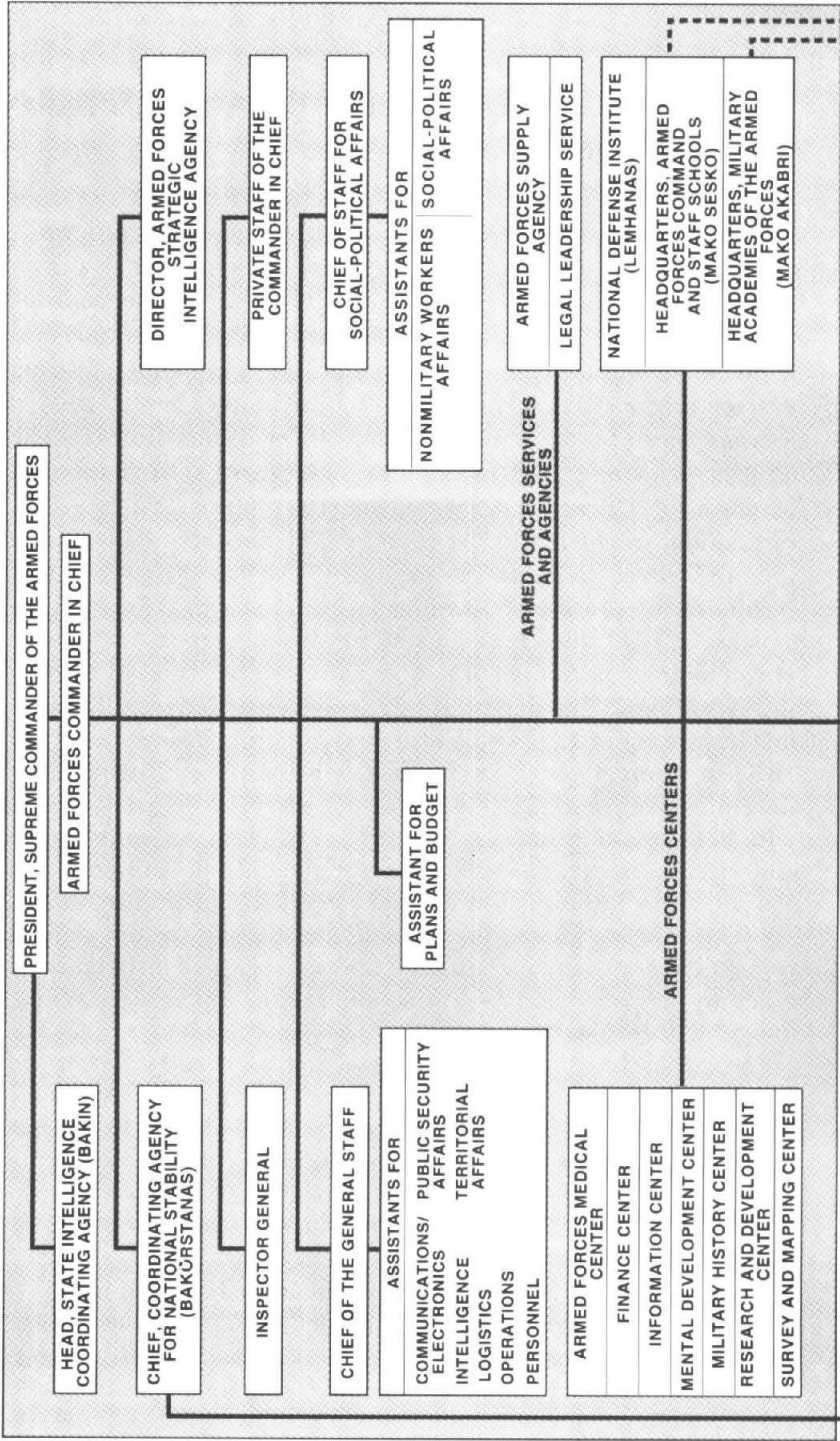 PRESIDENT, SUPREME COMMANDER OF THE ARMED FORCES
ARMED FORCES COMMANDER IN CHIEF
HEAD, STATE INTELLIGENCE
COORDINATING AGENCY (BAKIN)
CHIEF, COORDINATING AGENCY
FOR NATIONAL STABILITY
(BAKURSTANAS)
DIRECTOR, ARMED FORCES
STRATEGIC
INTELLIGENCE AGENCY
INSPECTOR GENERAL
PRIVATE STAFF OF THE
COMMANDER IN CHIEF
CHIEF OF THE GENERAL STAFF
ASSISTANTS FOR
COMMUNICATIONS/
ELECTRONICS
INTELLIGENCE
LOGISTICS
OPERATIONS
PERSONNEL
PUBLIC SECURITY
AFFAIRS
TERRITORIAL
AFFAIRS
CHIEF OF STAFF FOR
SOCIAL-POLITICAL AFFAIRS
ASSISTANTS FOR
NONMILITARY WORKERS
AFFAIRS
SOCIAL-POLITICAL
AFFAIRS
ASSISTANT FOR
PLANS AND BUDGET
ARMED FORCES SERVICES
AND AGENCIES
ARMED FORCES SUPPLY
AGENCY
LEGAL LEADERSHIP SERVICE
ARMED FORCES CENTERS
ARMED FORCES MEDICAL
CENTER
FINANCE CENTER
INFORMATION CENTER
MENTAL DEVELOPMENT CENTER
MILITARY HISTORY CENTER
RESEARCH AND DEVELOPMENT
CENTER
SURVEY AND MAPPING CENTER
NATIONAL DEFENSE INSTITUTE
(LEMHANAS)
HEADQUARTERS, ARMED
FORCES COMMAND
AND STAFF SCHOOLS
(MAKO SESKO)
HEADQUARTERS, MILITARY
ACADEMIES OF THE ARMED
FORCES
(MAKO AKABRI)